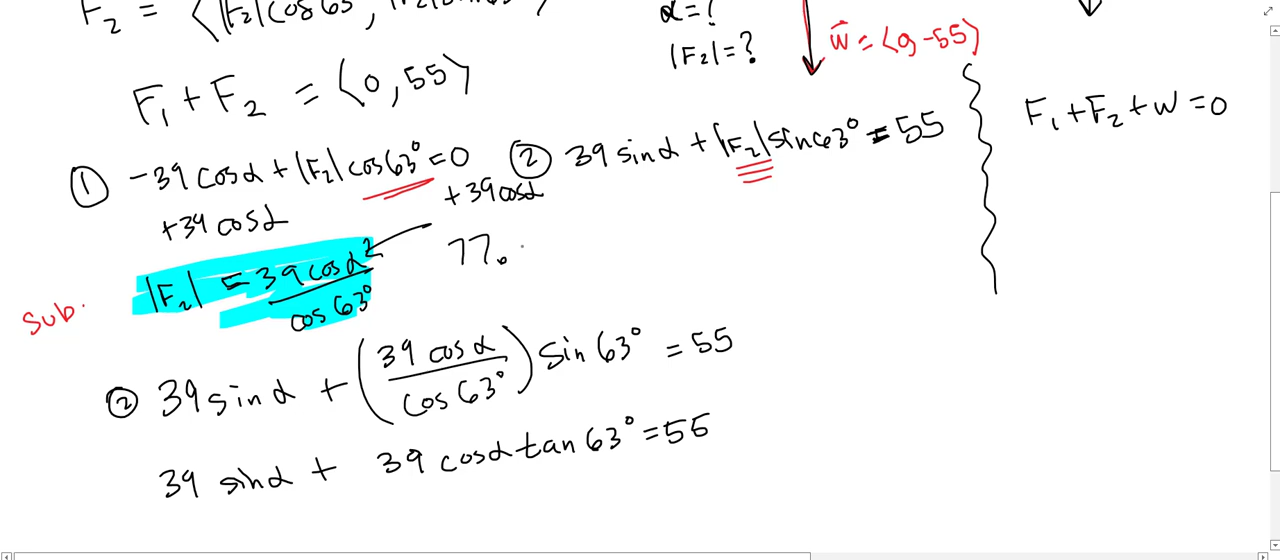 F₂ = ⟨|F₂|cos 63
α = ?
|F₂| = ?
w⃗ = ⟨0 -55⟩
F₁ + F₂ = ⟨0, 55⟩
F₁ + F₂ + w = 0
① -39 cos α + |F₂| cos 63° = 0
+39 cos α +39 cos α
② 39 sin α + |F₂| sin 63° = 55
|F₂| = 39 cos α / cos 63°
77.
Sub.
② 39 sin α + (39 cos α / cos 63°) sin 63° = 55
39 sin α + 39 cos α tan 63° = 55